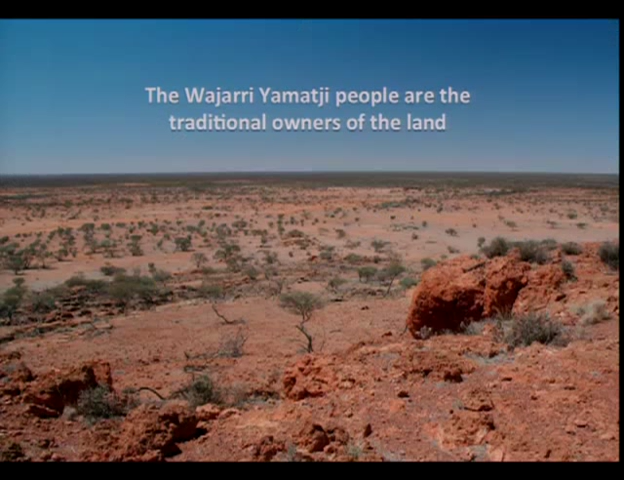 The Wajarri Yamatji people are the
traditional owners of the land